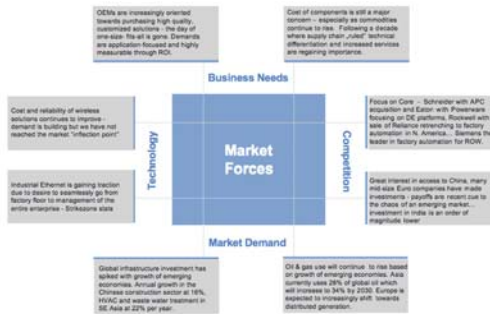 OEMs are increasingly oriented
towards purchasing high quality,
customized solutions - the day of
one-size- fits-all is gone. Demands
are application focused and highly
measurable through ROI.
Cost of components is still a major
concern – especially as commodities
continue to rise. Following a decade
where supply chain „ruled" technical
differentiation and increased services
are regaining importance.
Business Needs
Cost and reliability of wireless
solutions continues to improve -
demand is building but we have not
reached the market "inflection point"
Focus on Core - Schneider with APC
acquisition and Eaton with Powerware
focusing on DE platforms, Rockwell with
sale of Reliance retrenching to factory
automation in N. America… Siemens the
leader in factory automation for ROW.
Technology
Market
Forces
Competition
Industrial Ethernet is gaining traction
due to desire to seamlessly go from
factory floor to management of the
entire enterprise - Strikezone stats
Great Interest in access to China, many
mid-size Euro companies have made
investments - payoffs are recent due to
the chaos of an emerging market…
investment in India is an order of
magnitude lower
Market Demand
Global infrastructure investment has
spiked with growth of emerging
economies. Annual growth in the
Chinese construction sector at 16%,
HVAC and waste water treatment in
SE. Asia at 22% per year.
Oil & gas use will continue to rise based
on growth of emerging economies. Asia
currently uses 28% of global oil which
will increase to 34% by 2030. Europe is
expected to increasingly shift towards
distributed generation.